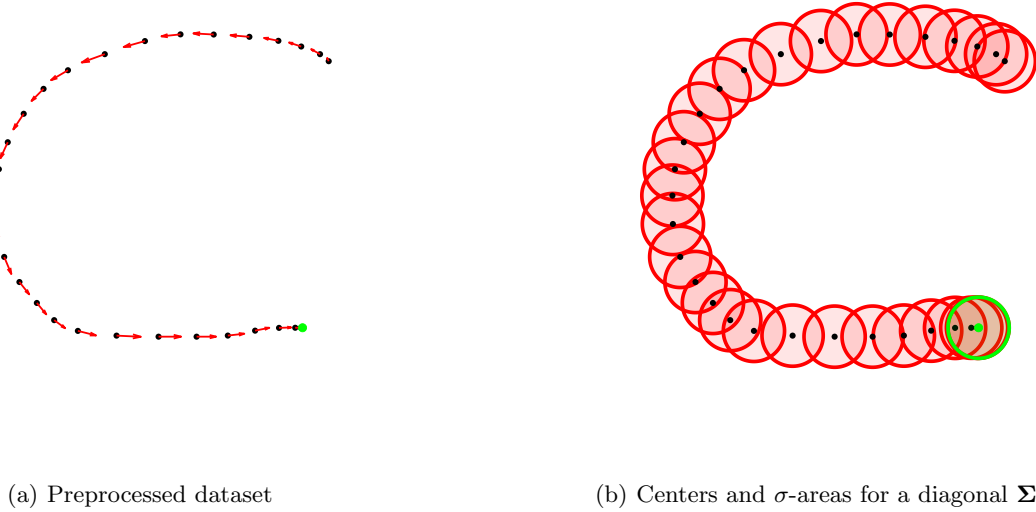 (a) Preprocessed dataset
(b) Centers and σ-areas for a diagonal Σ